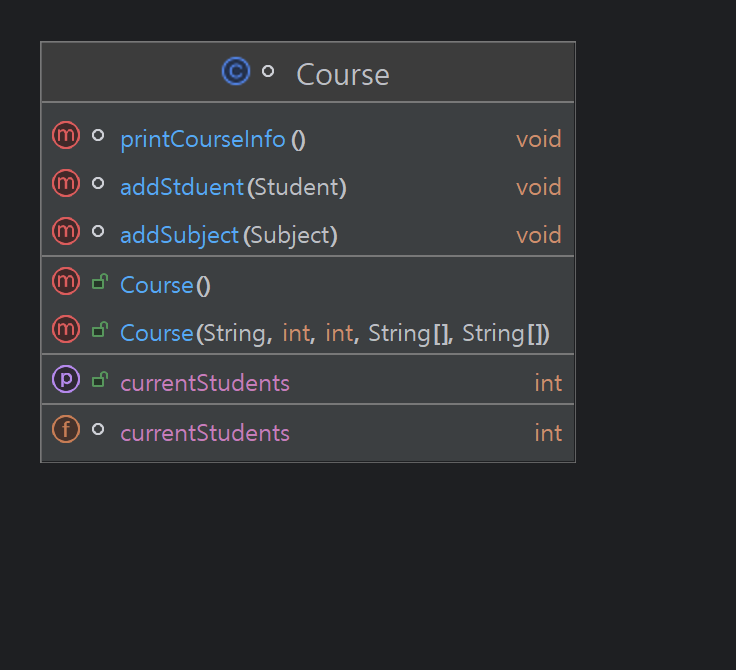 C Course
m printCourseInfo() void
m addStduent(Student) void
m addSubject(Subject) void
m Course()
m Course(String, int, int, String[], String[])
p currentStudents int
f currentStudents int